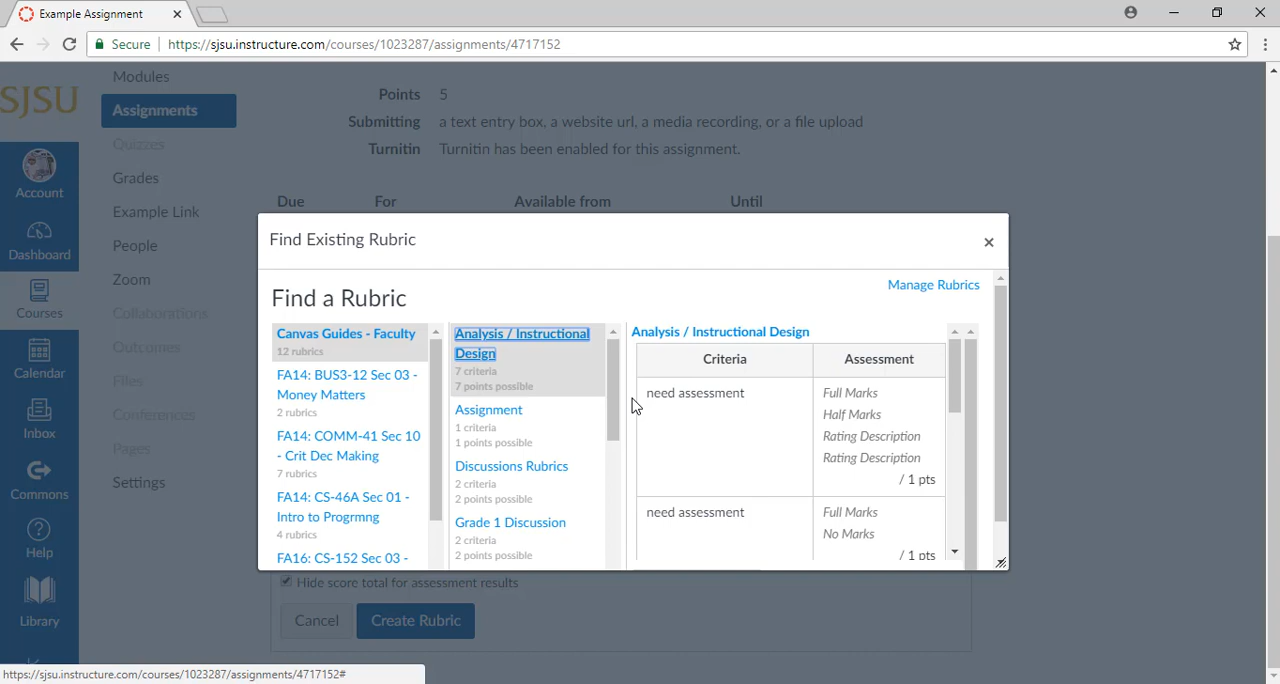 Example Assignment
Secure
https://sjsu.instructure.com/courses/1023287/assignments/4717152
SJSU
Account
Dashboard
Courses
Calendar
Inbox
Commons
Help
Library
Modules
Assignments
Quizzes
Grades
Example Link
People
Zoom
Collaborations
Outcomes
Files
Conferences
Pages
Settings
Points 5
Submitting a text entry box, a website url, a media recording, or a file upload
Turnitin Turnitin has been enabled for this assignment.
Due For Available from Until
Find Existing Rubric
Manage Rubrics
Find a Rubric
Canvas Guides - Faculty
12 rubrics
FA14: BUS3-12 Sec 03 -
Money Matters
2 rubrics
FA14: COMM-41 Sec 10
- Crit Dec Making
7 rubrics
FA14: CS-46A Sec 01 -
Intro to Progrmng
4 rubrics
FA16: CS-152 Sec 03 -
Analysis / Instructional
Design
7 criteria
7 points possible
Assignment
1 criteria
1 points possible
Discussions Rubrics
2 criteria
2 points possible
Grade 1 Discussion
2 criteria
2 points possible
Analysis / Instructional Design
Criteria Assessment
need assessment
Full Marks
Half Marks
Rating Description
Rating Description
/ 1 pts
need assessment
Full Marks
No Marks
/ 1 pts
Hide score total for assessment results
Cancel
Create Rubric
https://sjsu.instructure.com/courses/1023287/assignments/4717152#